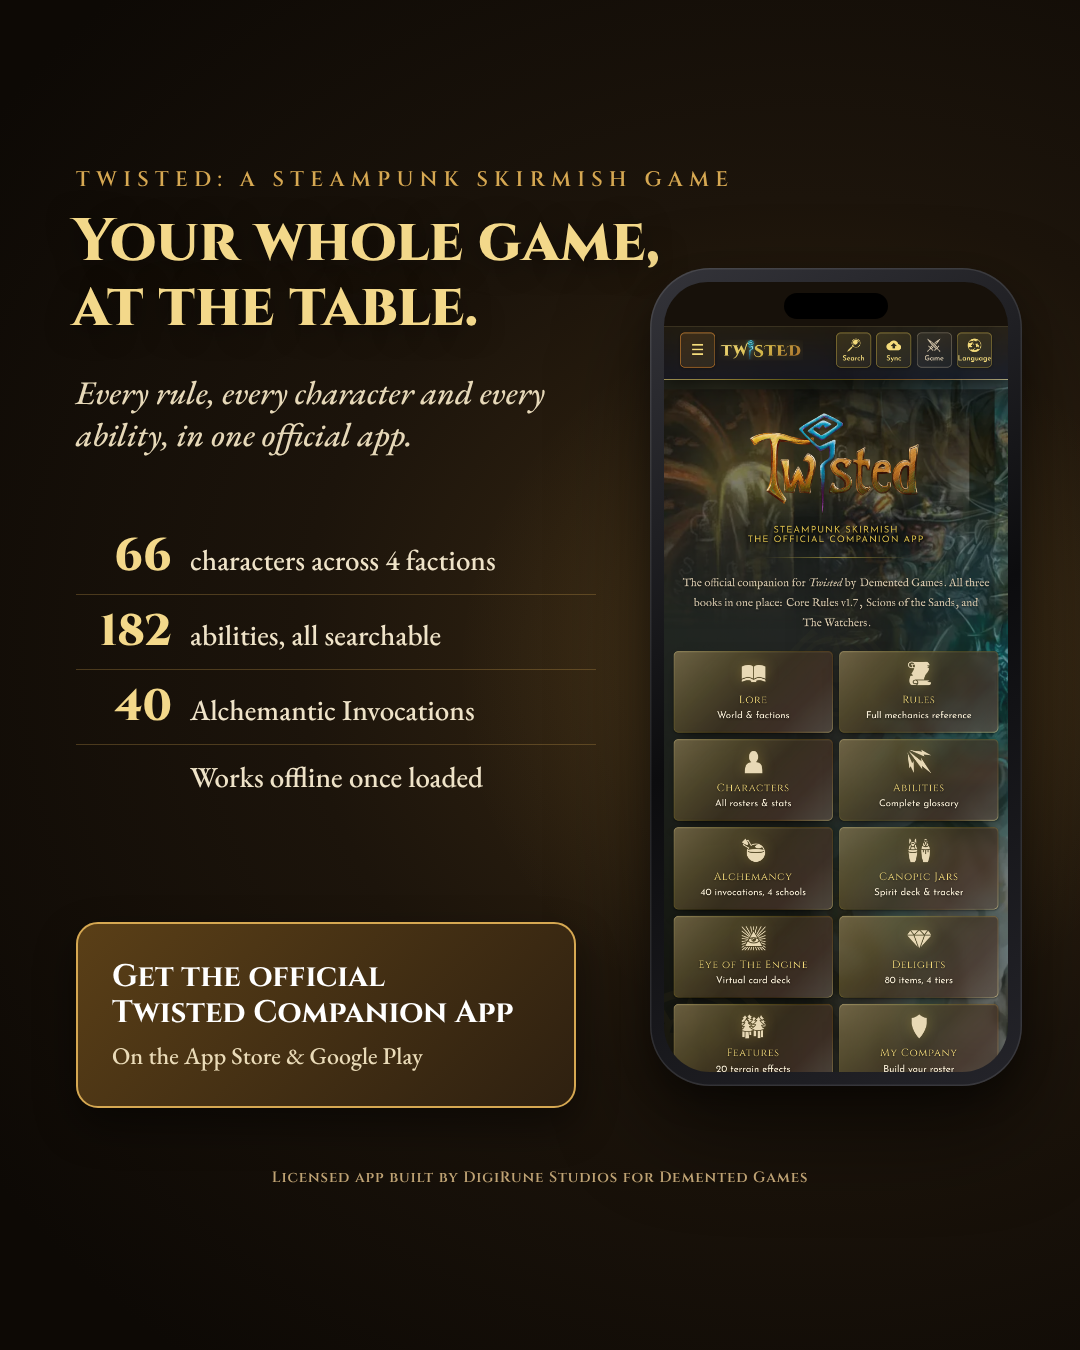 TWISTED: A STEAMPUNK SKIRMISH GAME
YOUR WHOLE GAME,
AT THE TABLE.
Every rule, every character and every
ability, in one official app.
66 characters across 4 factions
182 abilities, all searchable
40 Alchemantic Invocations
Works offline once loaded
GET THE OFFICIAL
TWISTED COMPANION APP
On the App Store & Google Play
TWISTED
Search
Sync
Game
Language
Twisted
STEAMPUNK SKIRMISH
THE OFFICIAL COMPANION APP
The official companion for Twisted by Demented Games. All three
books in one place: Core Rules v1.7, Scions of the Sands, and
The Watchers.
LORE
World & factions
RULES
Full mechanics reference
CHARACTERS
All rosters & stats
ABILITIES
Complete glossary
ALCHEMANCY
40 invocations, 4 schools
CANOPIC JARS
Spirit deck & tracker
EYE OF THE ENGINE
Virtual card deck
DELIGHTS
80 items, 4 tiers
FEATURES
20 terrain effects
MY COMPANY
Build your roster
LICENSED APP BUILT BY DIGIRUNE STUDIOS FOR DEMENTED GAMES